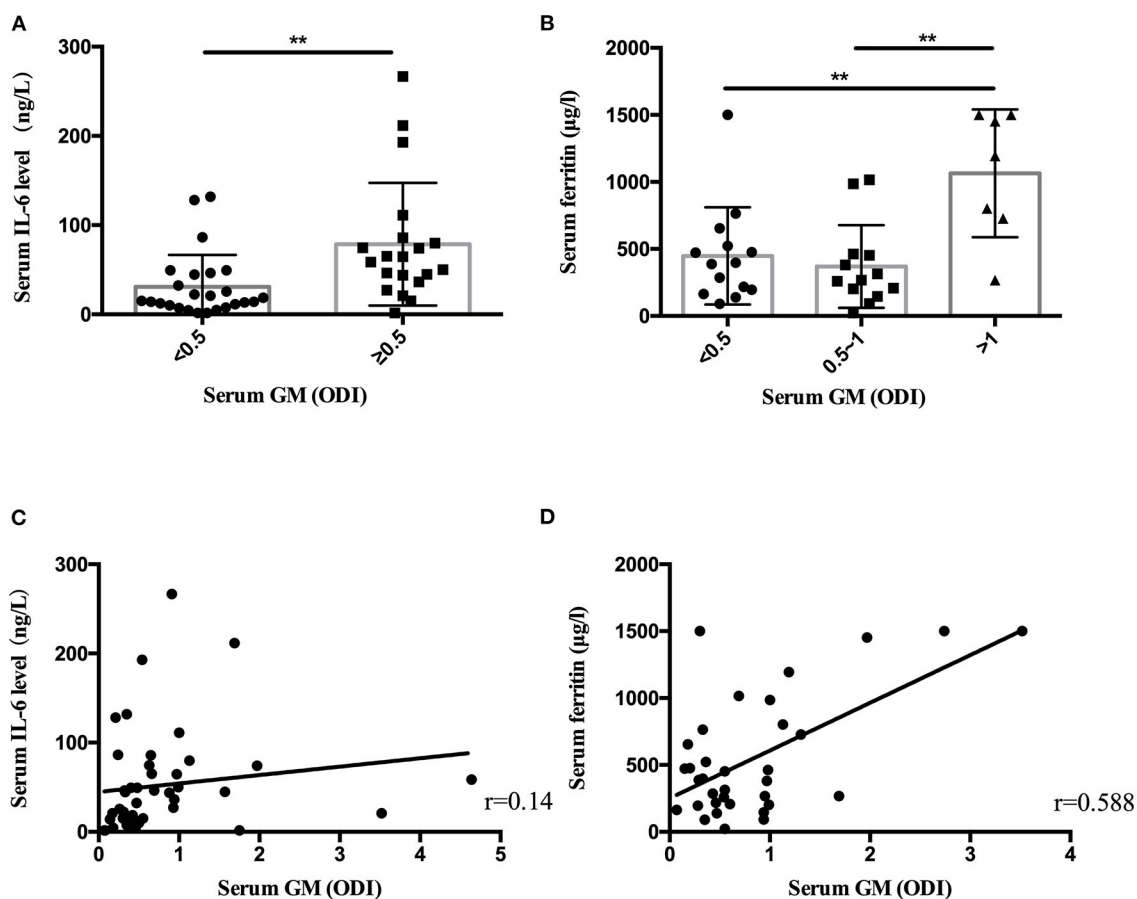 A
Serum IL-6 level (ng/L)
300
200
100
0
**
<0.5
≥0.5
Serum GM (ODI)
B
Serum ferritin (μg/l)
2000
1500
1000
500
0
**
**
<0.5
0.5~1
>1
Serum GM (ODI)
C
Serum IL-6 level (ng/L)
300
200
100
0
0 1 2 3 4 5
r=0.14
Serum GM (ODI)
D
Serum ferritin (μg/l)
2000
1500
1000
500
0
0 1 2 3 4
r=0.588
Serum GM (ODI)